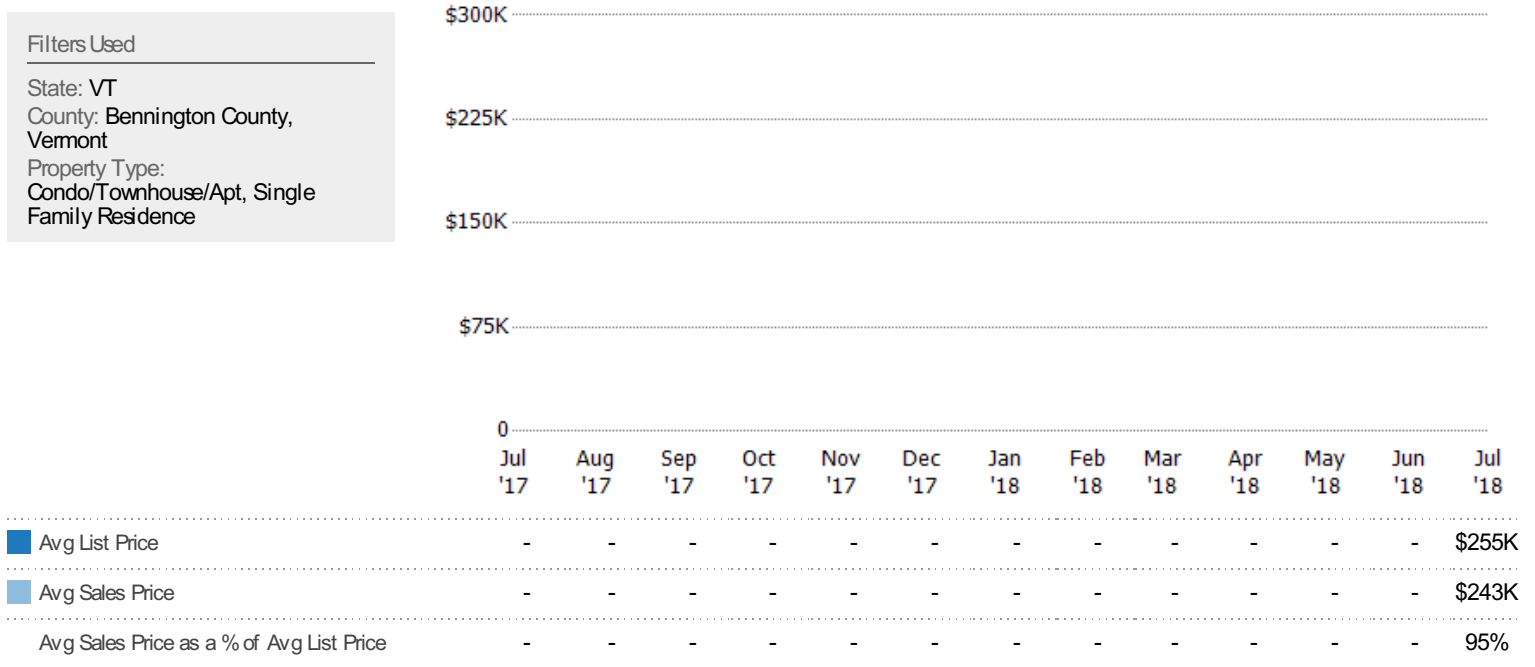 Filters Used
State: VT
County: Bennington County,
Vermont
Property Type:
Condo/Townhouse/Apt, Single
Family Residence
$300K
$225K
$150K
$75K
0
Jul '17 Aug '17 Sep '17 Oct '17 Nov '17 Dec '17 Jan '18 Feb '18 Mar '18 Apr '18 May '18 Jun '18 Jul '18
Avg List Price - - - - - - - - - - - - $255K
Avg Sales Price - - - - - - - - - - - - $243K
Avg Sales Price as a % of Avg List Price - - - - - - - - - - - - 95%